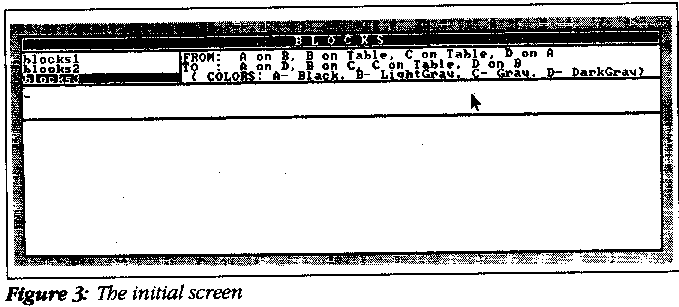 BLOCKS
blocks1
blocks2
blocks3
FROM: A on B, B on Table, C on Table, D on A
To : A on D, B on C, C on Table, D on B
( COLORS: A- Black, B- LightGray, C- Gray, D- DarkGray)
Figure 3: The initial screen